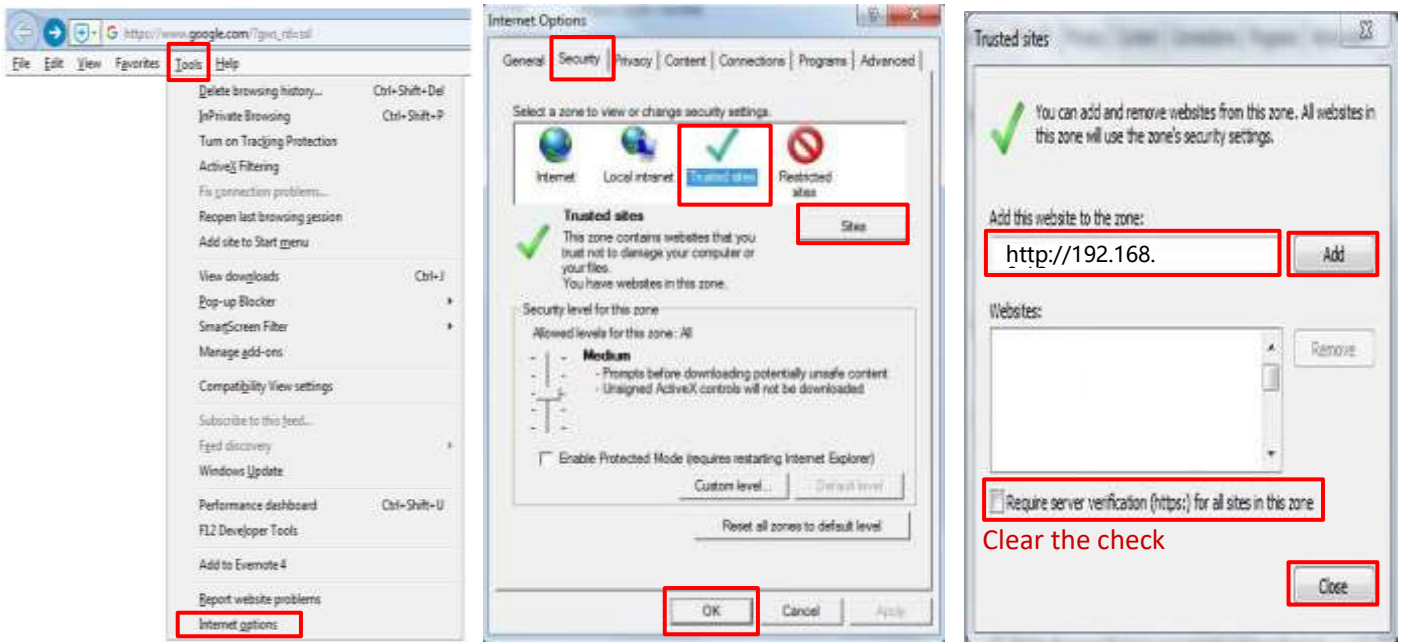 https://www.google.com/?gws_rd=ssl
File Edit View Favorites Tools Help
Delete browsing history... Ctrl+Shift+Del
InPrivate Browsing Ctrl+Shift+P
Turn on Tracking Protection
ActiveX Filtering
Fix connection problems...
Reopen last browsing session
Add site to Start menu
View downloads Ctrl+J
Pop-up Blocker
SmartScreen Filter
Manage add-ons
Compatibility View settings
Subscribe to this feed...
Feed discovery
Windows Update
Performance dashboard Ctrl+Shift+U
F12 Developer Tools
Add to Evernote 4
Report website problems
Internet options
Internet Options
General Security Privacy Content Connections Programs Advanced
Select a zone to view or change security settings.
Internet Local intranet Trusted sites Restricted
sites
Trusted sites
Sites
This zone contains websites that you
trust not to damage your computer or
your files.
You have websites in this zone.
Security level for this zone
Allowed levels for this zone: All
Medium
- Prompts before downloading potentially unsafe content
- Unsigned ActiveX controls will not be downloaded
Enable Protected Mode (requires restarting Internet Explorer)
Custom level... Default level
Reset all zones to default level
OK Cancel Apply
Trusted sites
You can add and remove websites from this zone. All websites in
this zone will use the zone's security settings.
Add this website to the zone:
http://192.168.
Add
Websites:
Remove
Require server verification (https:) for all sites in this zone
Clear the check
Close